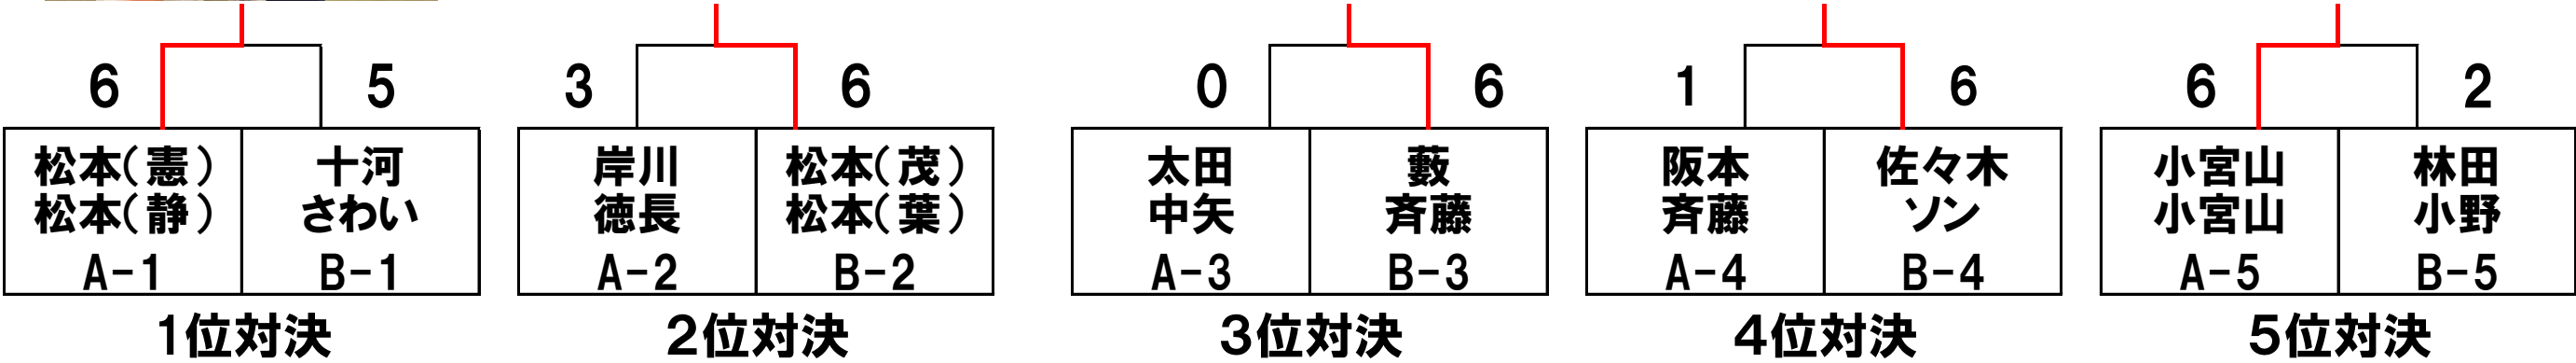 6 5 3 6 0 6 1 6 6 2
松本(憲) 十河 岸川 松本(茂) 太田 藪 阪本 佐々木 小宮山 林田
松本(静) さわい 徳長 松本(葉) 中矢 斉藤 斉藤 ソン 小宮山 小野
A-1 B-1 A-2 B-2 A-3 B-3 A-4 B-4 A-5 B-5
1位対決 2位対決 3位対決 4位対決 5位対決